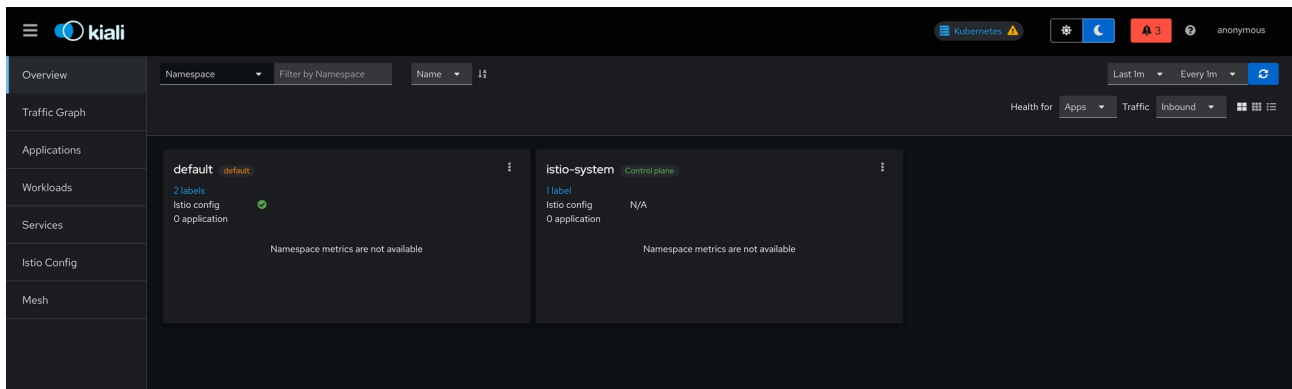 kiali
Kubernetes
3
anonymous
Overview
Traffic Graph
Applications
Workloads
Services
Istio Config
Mesh
Namespace
Filter by Namespace
Name
Last 1m
Every 1m
Health for
Apps
Traffic
Inbound
default default
2 labels
Istio config
0 application
Namespace metrics are not available
istio-system Control plane
1 label
Istio config N/A
0 application
Namespace metrics are not available